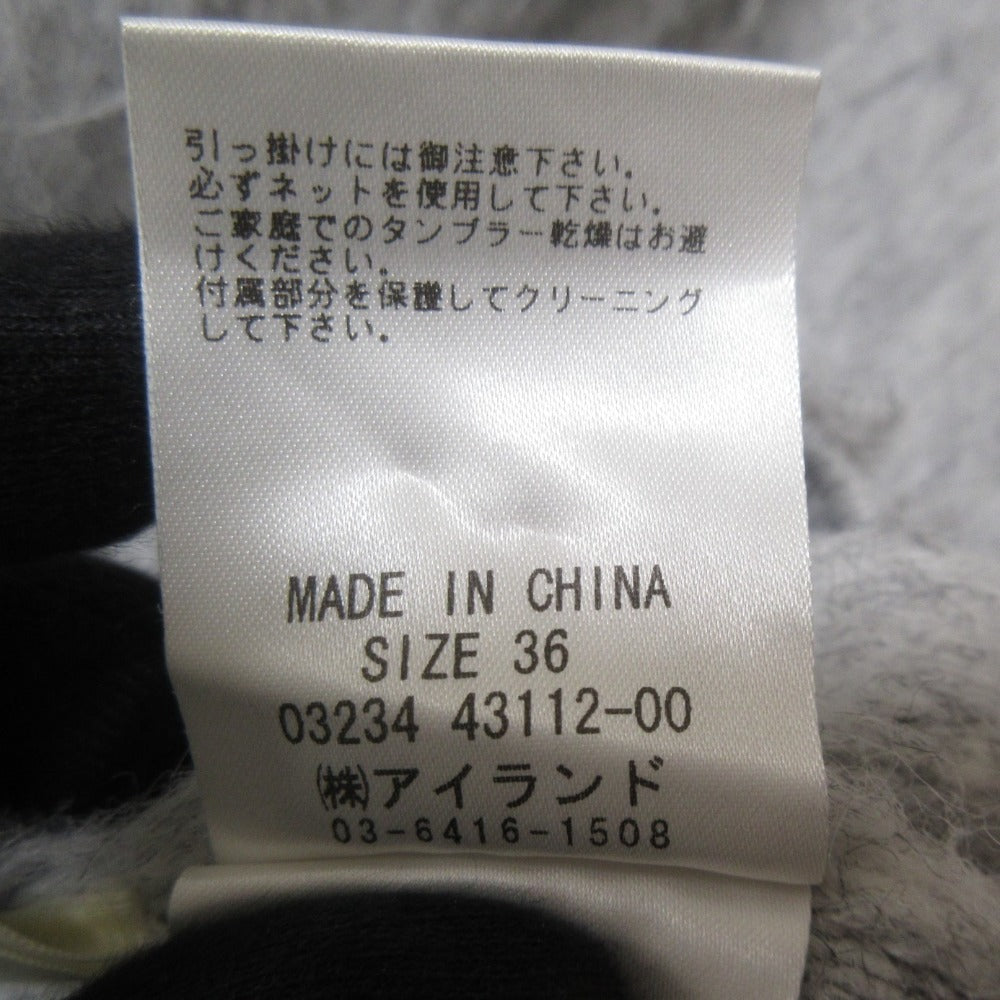 引っ掛けには御注意下さい.
必ずネットを使用して下さい.
ご家庭でのタンブラー乾燥はお避
けください.
付属部分を保護してクリーニング
して下さい.
MADE IN CHINA
SIZE 36
03234 43112-00
㈱アイランド
03-6416-1508